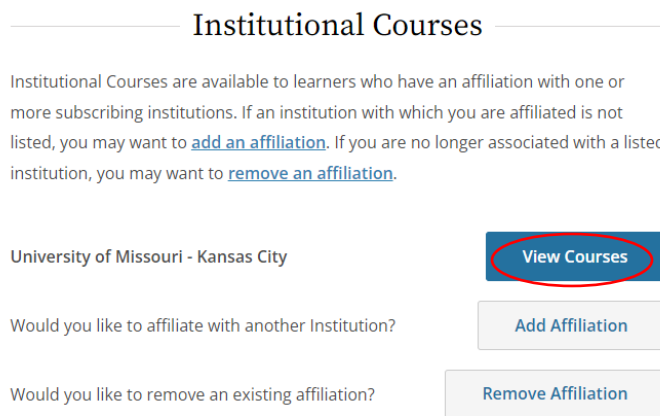 Institutional Courses
Institutional Courses are available to learners who have an affiliation with one or
more subscribing institutions. If an institution with which you are affiliated is not
listed, you may want to add an affiliation. If you are no longer associated with a listed
institution, you may want to remove an affiliation.
University of Missouri - Kansas City
View Courses
Would you like to affiliate with another Institution?
Add Affiliation
Would you like to remove an existing affiliation?
Remove Affiliation